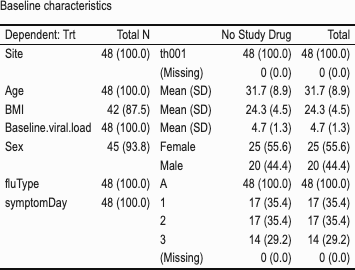 Baseline characteristics
Dependent: Trt Total N No Study Drug Total
Site 48 (100.0) th001 48 (100.0) 48 (100.0)
(Missing) 0 (0.0) 0 (0.0)
Age 48 (100.0) Mean (SD) 31.7 (8.9) 31.7 (8.9)
BMI 42 (87.5) Mean (SD) 24.3 (4.5) 24.3 (4.5)
Baseline.viral.load 48 (100.0) Mean (SD) 4.7 (1.3) 4.7 (1.3)
Sex 45 (93.8) Female 25 (55.6) 25 (55.6)
Male 20 (44.4) 20 (44.4)
fluType 48 (100.0) A 48 (100.0) 48 (100.0)
symptomDay 48 (100.0) 1 17 (35.4) 17 (35.4)
2 17 (35.4) 17 (35.4)
3 14 (29.2) 14 (29.2)
(Missing) 0 (0.0) 0 (0.0)